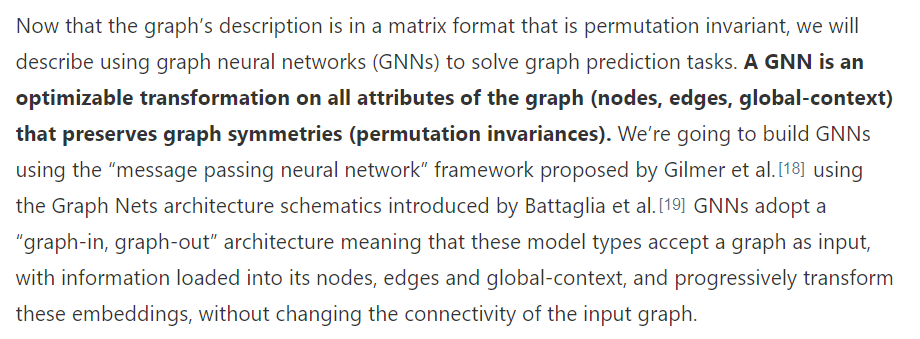 Now that the graph’s description is in a matrix format that is permutation invariant, we will
describe using graph neural networks (GNNs) to solve graph prediction tasks. A GNN is an
optimizable transformation on all attributes of the graph (nodes, edges, global-context)
that preserves graph symmetries (permutation invariances). We’re going to build GNNs
using the “message passing neural network” framework proposed by Gilmer et al.[18] using
the Graph Nets architecture schematics introduced by Battaglia et al.[19] GNNs adopt a
“graph-in, graph-out” architecture meaning that these model types accept a graph as input,
with information loaded into its nodes, edges and global-context, and progressively transform
these embeddings, without changing the connectivity of the input graph.